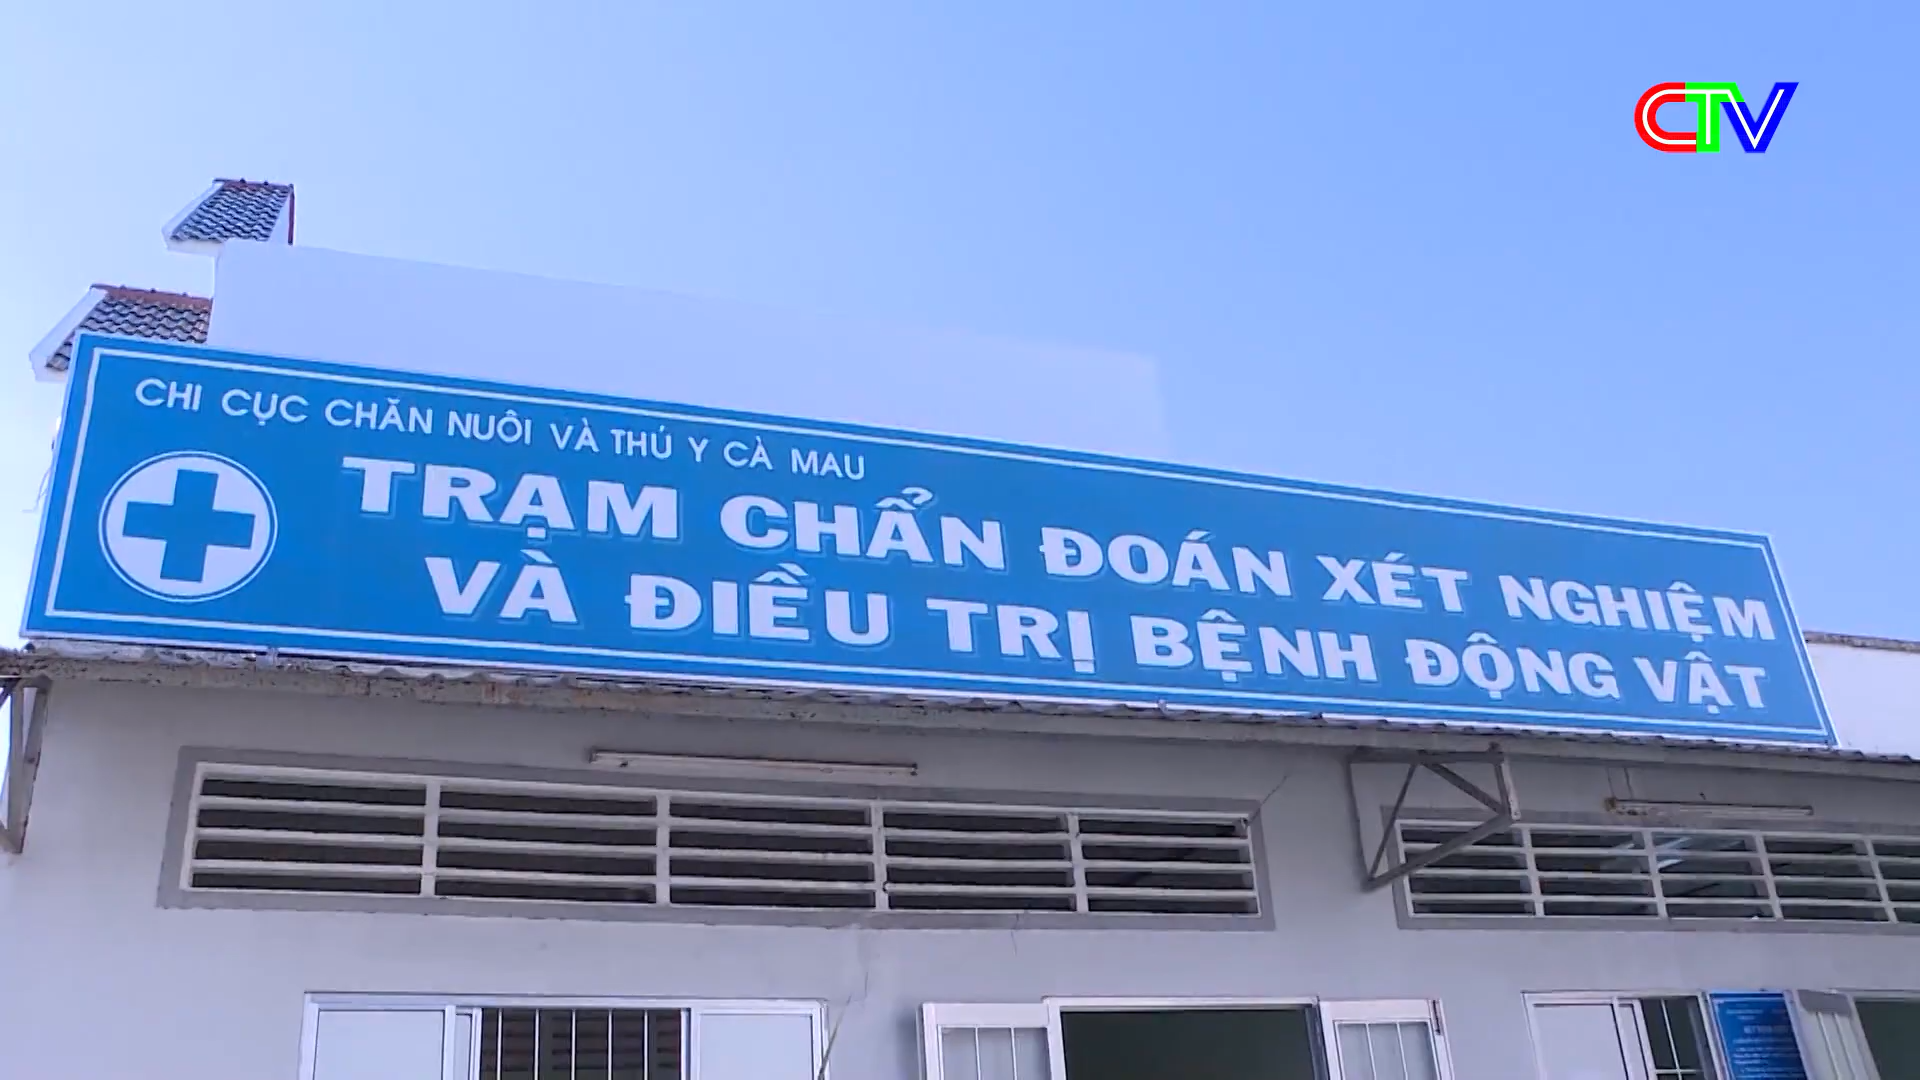 CTV
CHI CỤC CHĂN NUÔI VÀ THÚ Y CÀ MAU
TRẠM CHẨN ĐOÁN XÉT NGHIỆM
VÀ ĐIỀU TRỊ BỆNH ĐỘNG VẬT